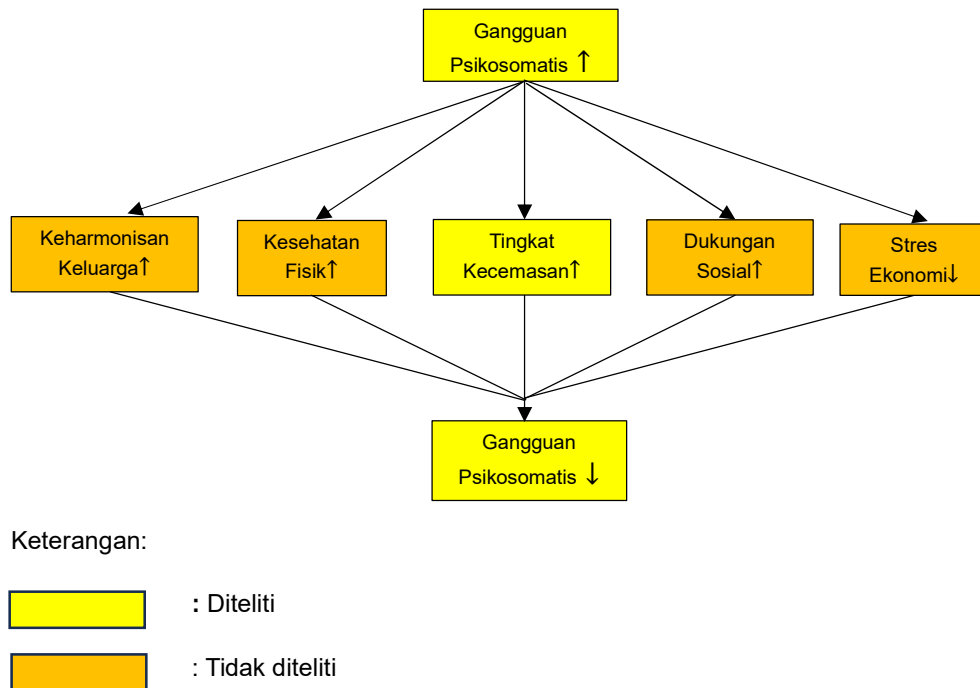 Gangguan
Psikosomatis ↑
Keharmonisan
Keluarga↑
Kesehatan
Fisik↑
Tingkat
Kecemasan↑
Dukungan
Sosial↑
Stres
Ekonomi↓
Gangguan
Psikosomatis ↓
Keterangan:
: Diteliti
: Tidak diteliti